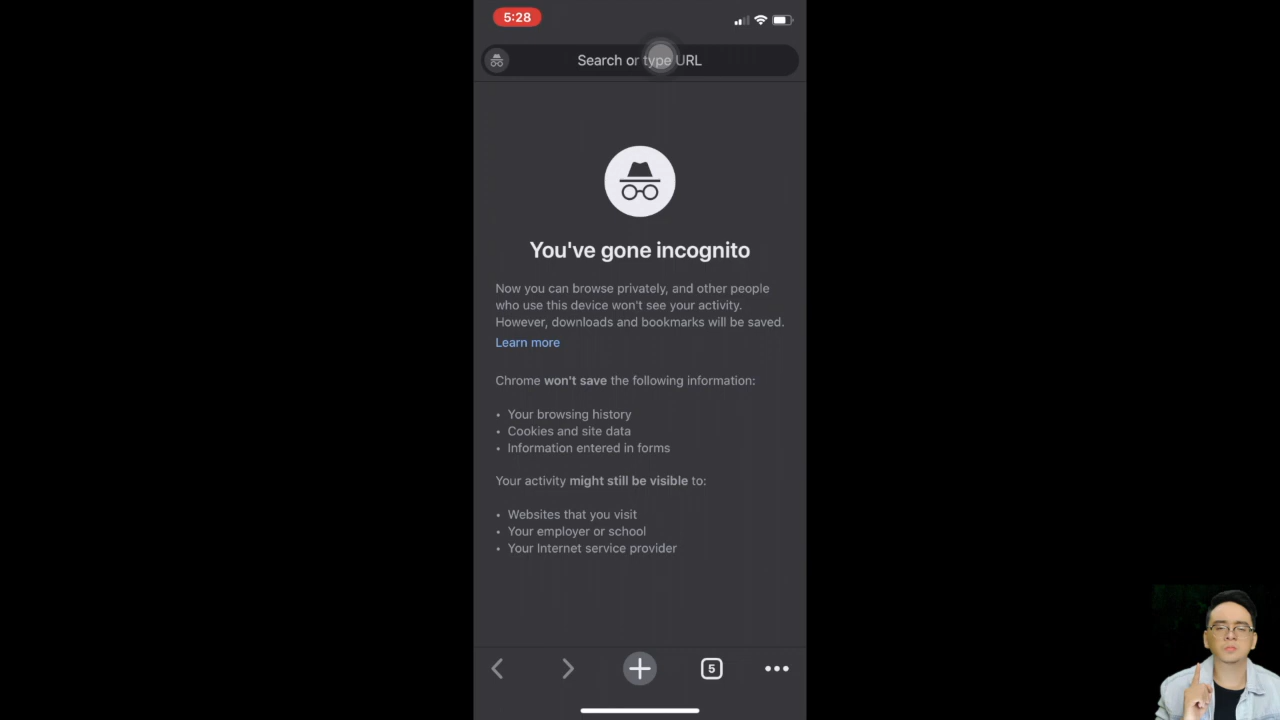 5:28
Search or type URL
You've gone incognito
Now you can browse privately, and other people
who use this device won't see your activity.
However, downloads and bookmarks will be saved.
Learn more
Chrome won't save the following information:
• Your browsing history
• Cookies and site data
• Information entered in forms
Your activity might still be visible to:
• Websites that you visit
• Your employer or school
• Your Internet service provider
5